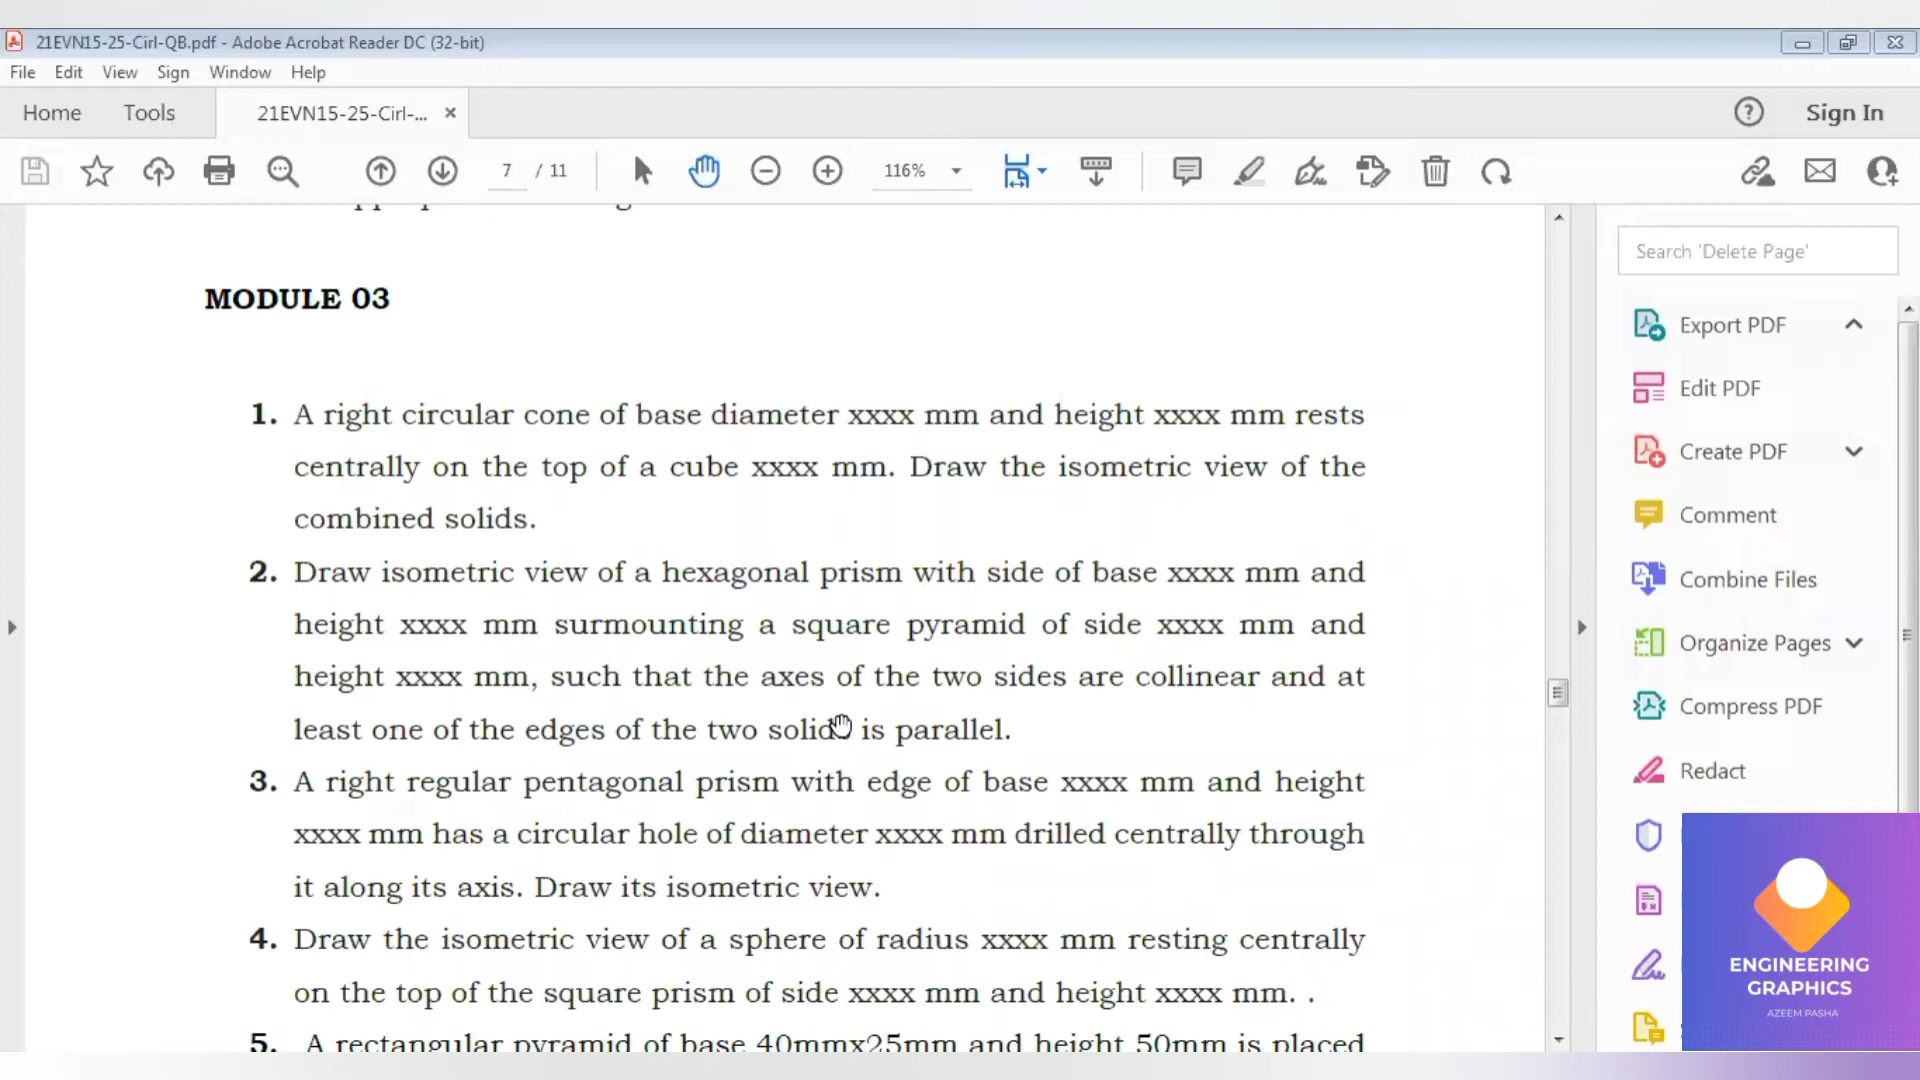 21EVN15-25-Cirl-QB.pdf - Adobe Acrobat Reader DC (32-bit)
File Edit View Sign Window Help
Home Tools 21EVN15-25-Cirl-... × Sign In
7 / 11 116%
MODULE 03
1. A right circular cone of base diameter xxxx mm and height xxxx mm rests
centrally on the top of a cube xxxx mm. Draw the isometric view of the
combined solids.
2. Draw isometric view of a hexagonal prism with side of base xxxx mm and
height xxxx mm surmounting a square pyramid of side xxxx mm and
height xxxx mm, such that the axes of the two sides are collinear and at
least one of the edges of the two solids is parallel.
3. A right regular pentagonal prism with edge of base xxxx mm and height
xxxx mm has a circular hole of diameter xxxx mm drilled centrally through
it along its axis. Draw its isometric view.
4. Draw the isometric view of a sphere of radius xxxx mm resting centrally
on the top of the square prism of side xxxx mm and height xxxx mm. .
5. A rectangular pyramid of base 40mmx25mm and height 50mm is placed
Search 'Delete Page'
Export PDF
Edit PDF
Create PDF
Comment
Combine Files
Organize Pages
Compress PDF
Redact
ENGINEERING
GRAPHICS
AZEEM PASHA